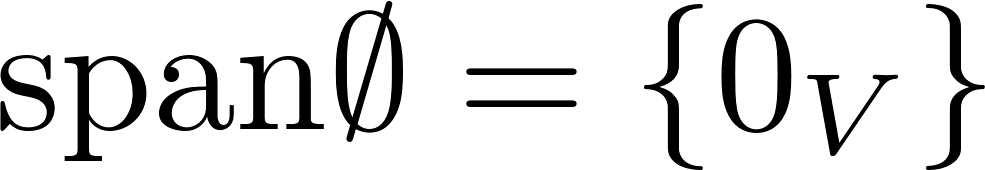 span∅ = {0_V}